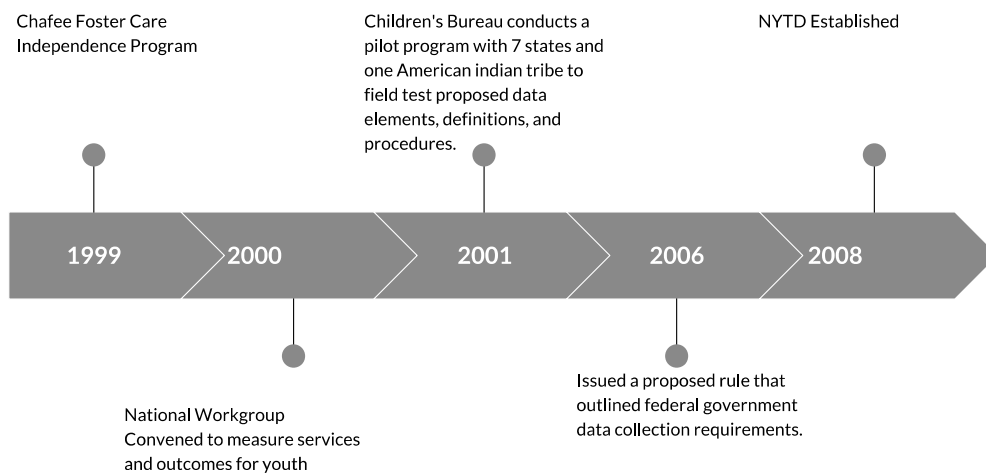 Chafee Foster Care
Independence Program
Children's Bureau conducts a
pilot program with 7 states and
one American indian tribe to
field test proposed data
elements, definitions, and
procedures.
NYTD Established
1999
2000
2001
2006
2008
National Workgroup
Convened to measure services
and outcomes for youth
Issued a proposed rule that
outlined federal government
data collection requirements.